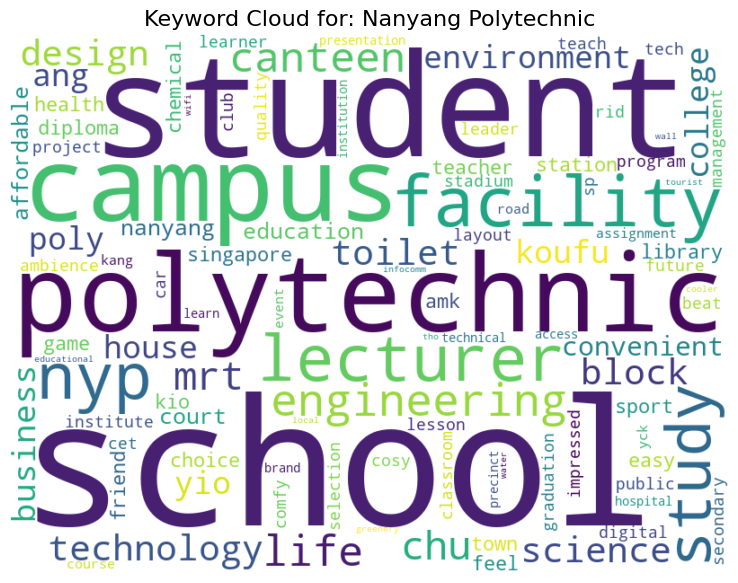 Keyword Cloud for: Nanyang Polytechnic
learner
presentation
teach
tech
design
canteen
environment
student
ang
chemical
wifi
club
quality
institution
leader
rid
wall
college
management
health
diploma
project
affordable
campus
facility
teacher
station
program
stadium
sp
tourist
nanyang
education
road
assignment
poly
singapore
toilet
layout
koufu
library
ambience
kang
future
polytechnic
car
learn
event
infocomm
amk
cooler
beat
game
house
tho
technical
access
convenient
educational
nyp
mrt
lecturer
block
study
business
kio
engineering
sport
institute
court
local
lesson
cet
friend
choice
brand
selection
cosy
classroom
precinct
water
graduation
impressed
yck
easy
school
yio
comfy
public
hospital
secondary
digital
technology
life
greenery
chu
town
feel
science
course